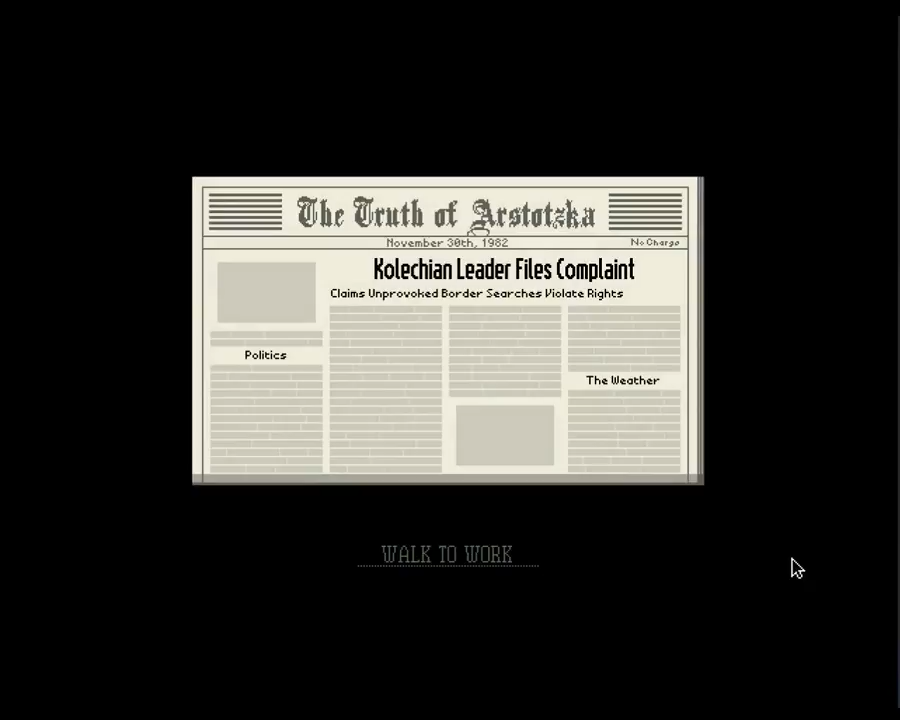 The Truth of Arstotzka
November 30th, 1982
No Charge
Kolechian Leader Files Complaint
Claims Unprovoked Border Searches Violate Rights
Politics
The Weather
WALK TO WORK